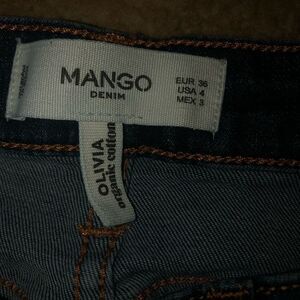 MANGO
DENIM
EUR 36
USA 4
MEX 3
OLIVIA
organic cotton